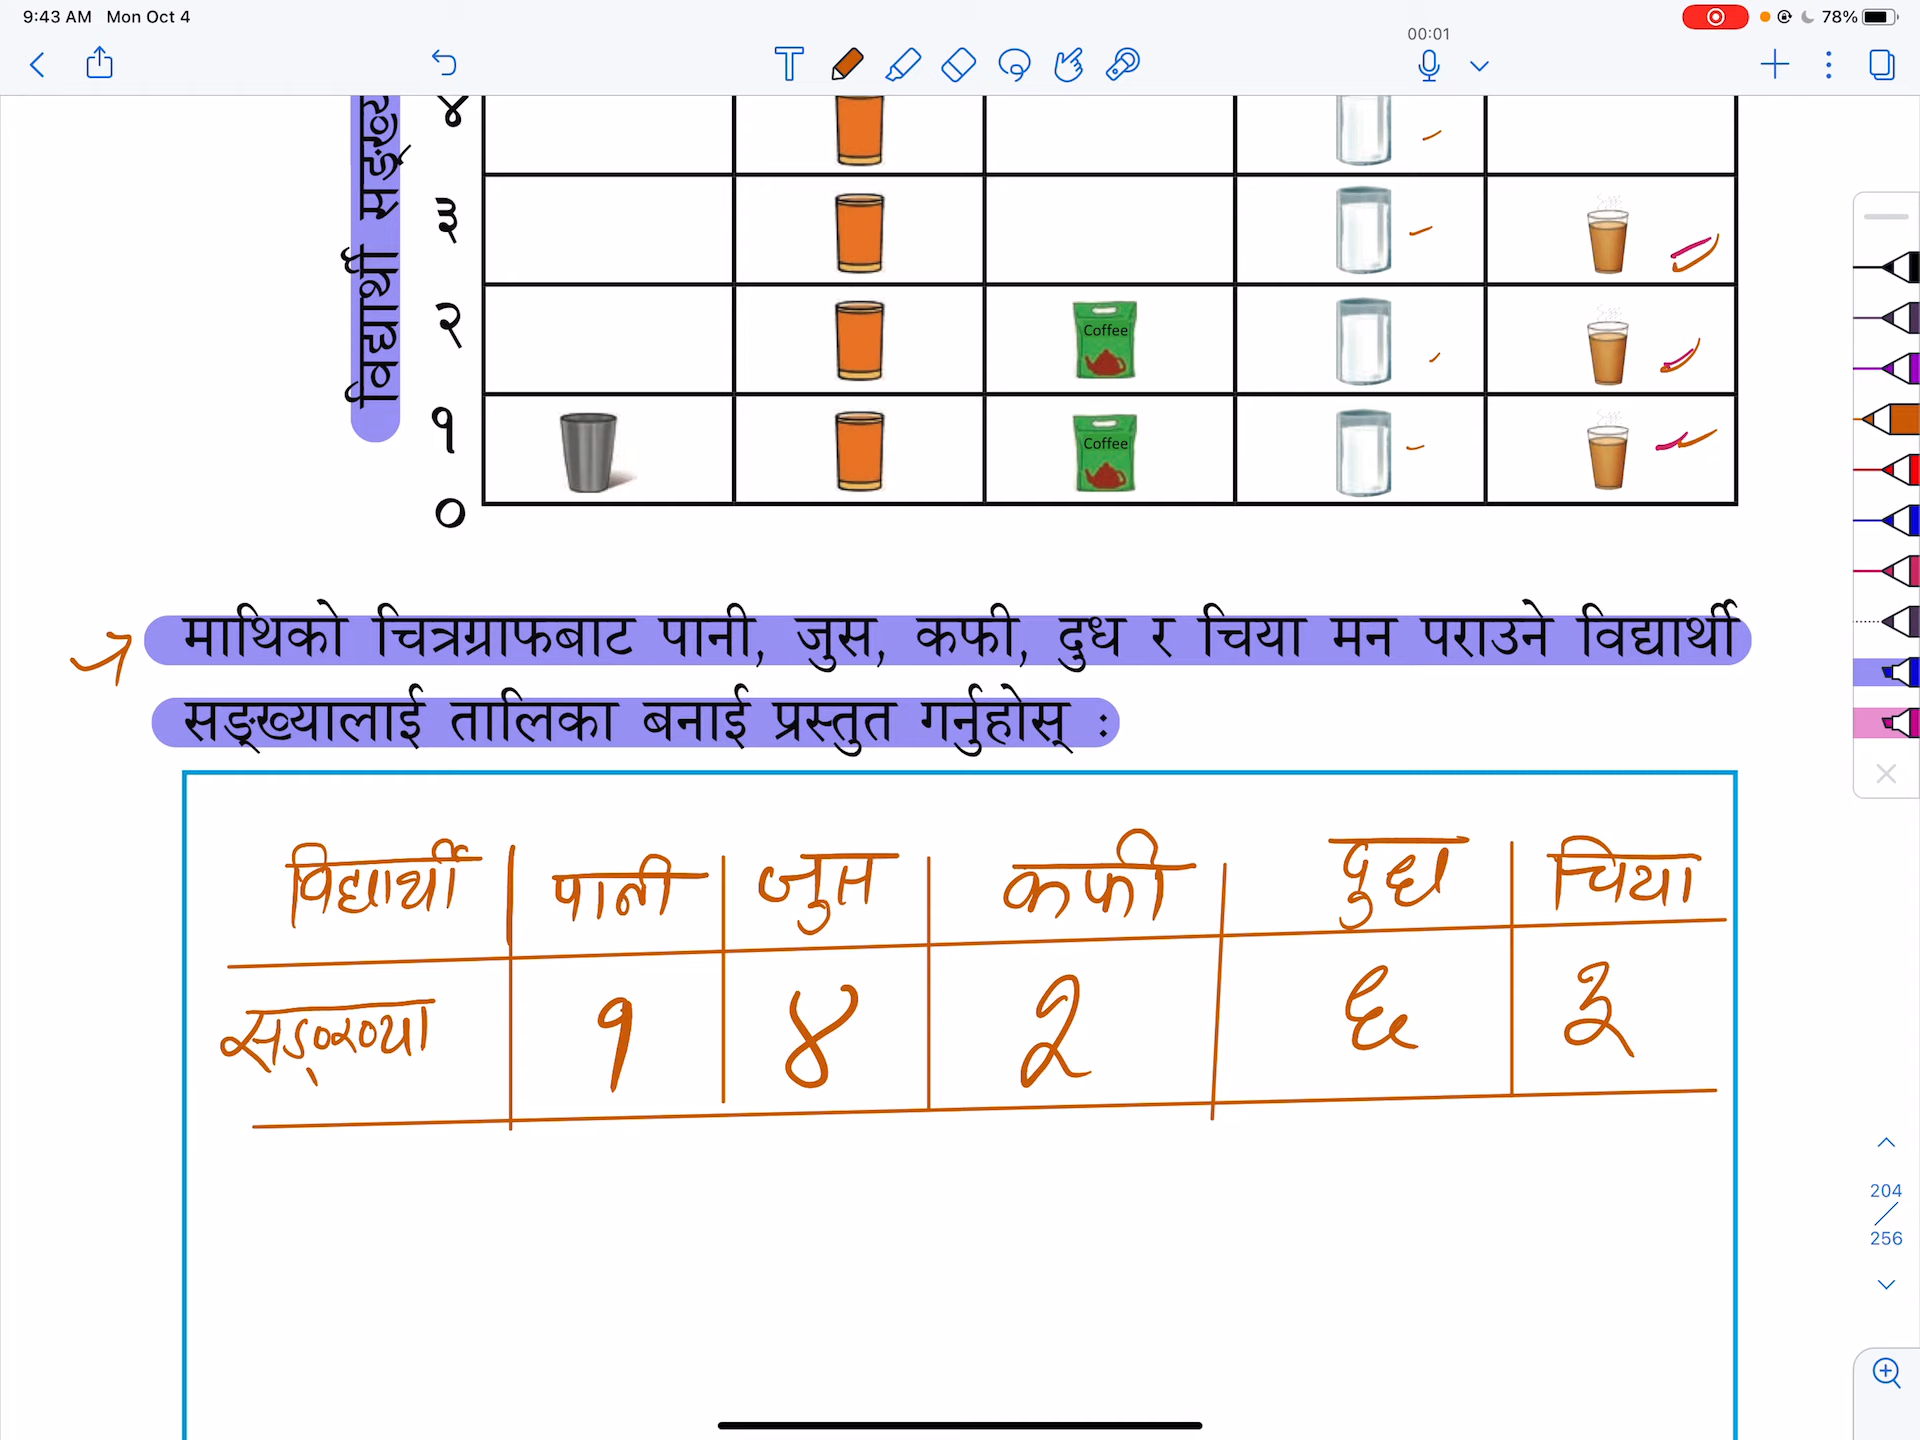 9:43 AM Mon Oct 4
78%
00:01
विद्यार्थी सङ्ख्
४
३
२
Coffee
१
Coffee
०
माथिको चित्रग्राफबाट पानी, जुस, कफी, दुध र चिया मन पराउने विद्यार्थी
सङ्ख्यालाई तालिका बनाई प्रस्तुत गर्नुहोस् :
विद्यार्थी पानी जुस कफी दुध चिया
सङ्ख्या १ ४ २ ६ ३
204
256